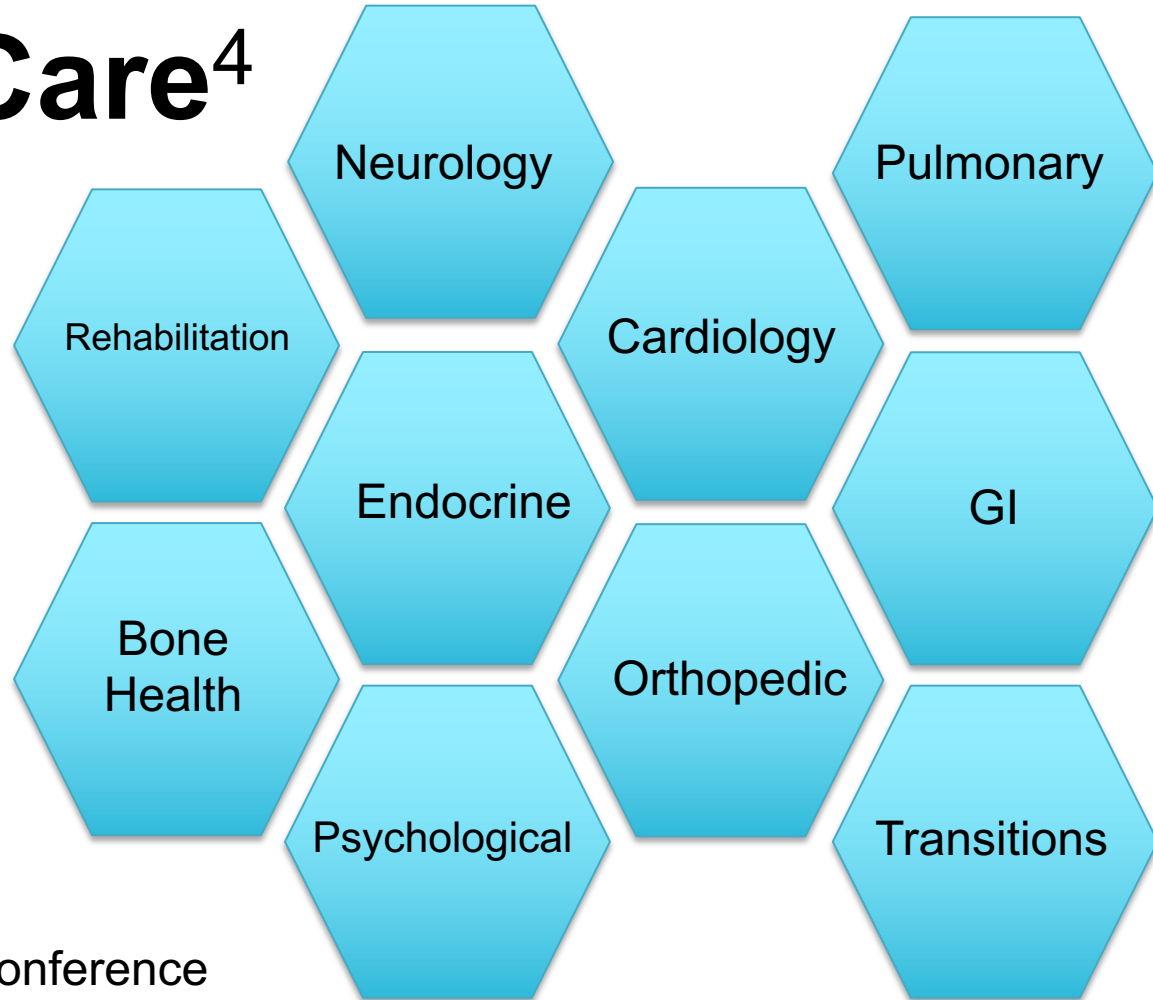 Care4
Neurology
Pulmonary
Rehabilitation
Cardiology
Endocrine
GI
Bone
Health
Orthopedic
Psychological
Transitions
onference